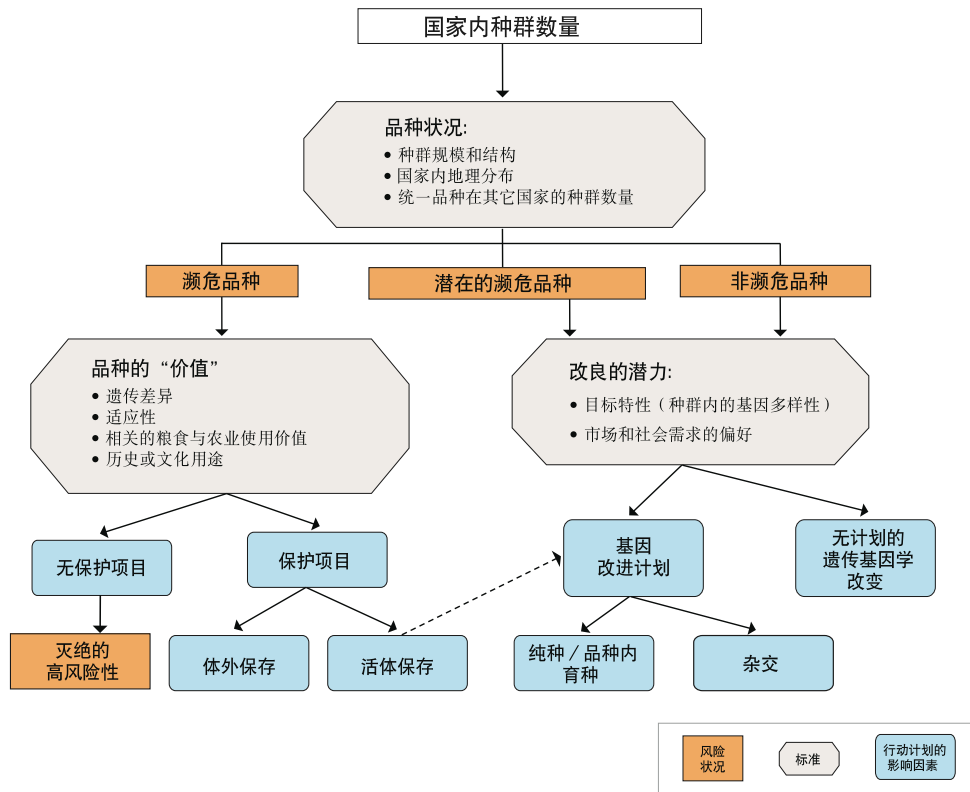 国家内种群数量
品种状况:
• 种群规模和结构
• 国家内地理分布
• 统一品种在其它国家的种群数量
濒危品种
潜在的濒危品种
非濒危品种
品种的“价值”
• 遗传差异
• 适应性
• 相关的粮食与农业使用价值
• 历史或文化用途
改良的潜力:
• 目标特性（种群内的基因多样性）
• 市场和社会需求的偏好
无保护项目
保护项目
基因
改进计划
无计划的
遗传基因学
改变
灭绝的
高风险性
体外保存
活体保存
纯种／品种内
育种
杂交
风险
状况
标准
行动计划的
影响因素